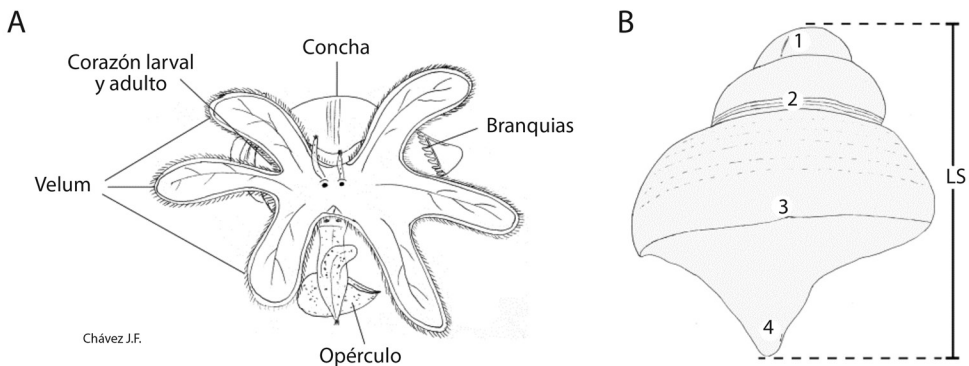 A
Concha
Corazón larval
y adulto
Branquias
Velum
Chávez J.F.
Opérculo
B
1
2
3
4
LS